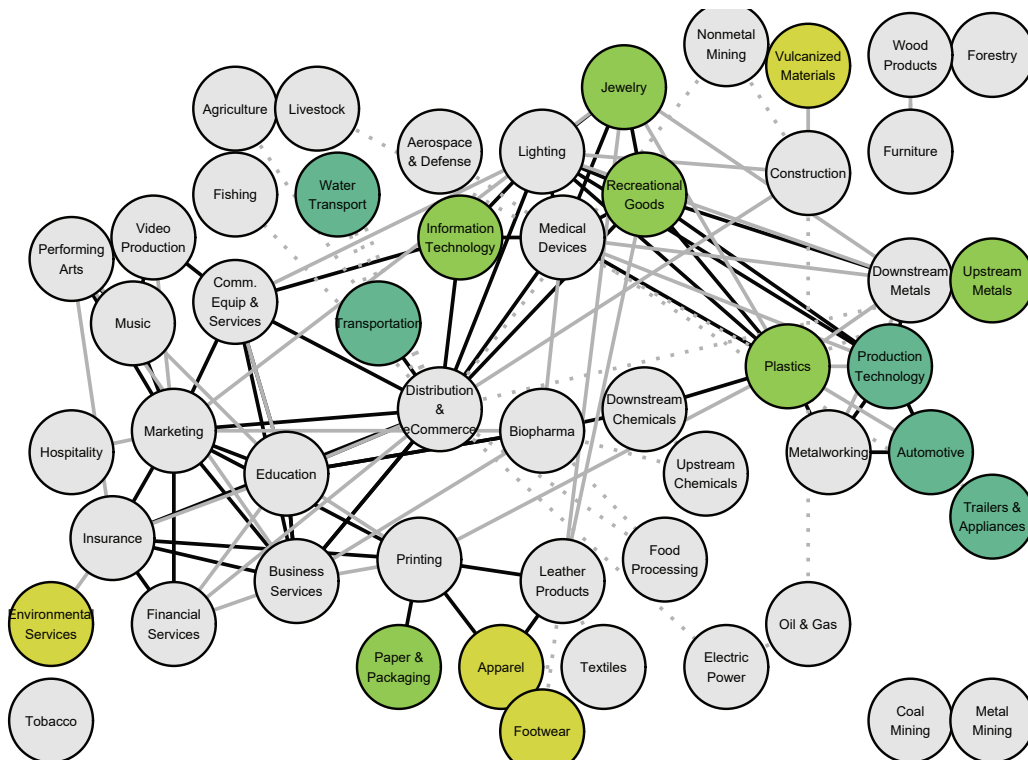 Nonmetal
Mining
Vulcanized
Materials
Wood
Products
Forestry
Jewelry
Agriculture
Livestock
Aerospace
& Defense
Lighting
Construction
Furniture
Fishing
Water
Transport
Recreational
Goods
Information
Technology
Medical
Devices
Video
Production
Performing
Arts
Comm.
Equip &
Services
Downstream
Metals
Upstream
Metals
Music
Transportation
Plastics
Production
Technology
Distribution
&
eCommerce
Downstream
Chemicals
Marketing
Biopharma
Hospitality
Education
Upstream
Chemicals
Metalworking
Automotive
Trailers &
Appliances
Insurance
Printing
Food
Processing
Business
Services
Leather
Products
Environmental
Services
Financial
Services
Oil & Gas
Paper &
Packaging
Apparel
Textiles
Electric
Power
Tobacco
Footwear
Coal
Mining
Metal
Mining